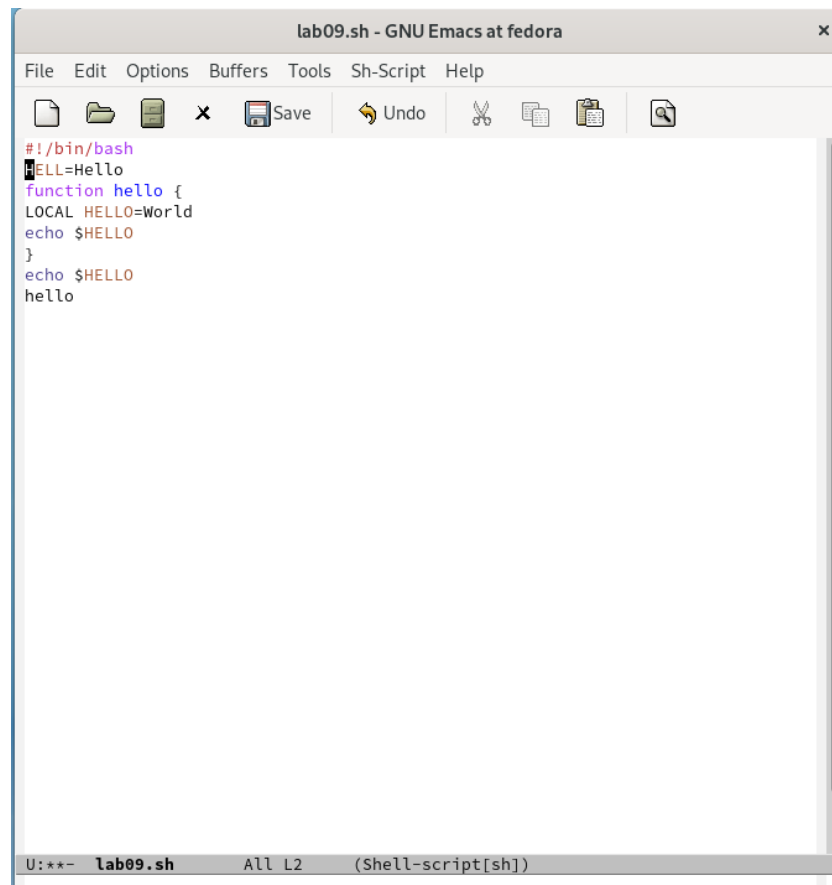 lab09.sh - GNU Emacs at fedora ×
File Edit Options Buffers Tools Sh-Script Help
Save Undo
#!/bin/bash
HELL=Hello
function hello {
LOCAL HELLO=World
echo $HELLO
}
echo $HELLO
hello
U:**- lab09.sh All L2 (Shell-script[sh])